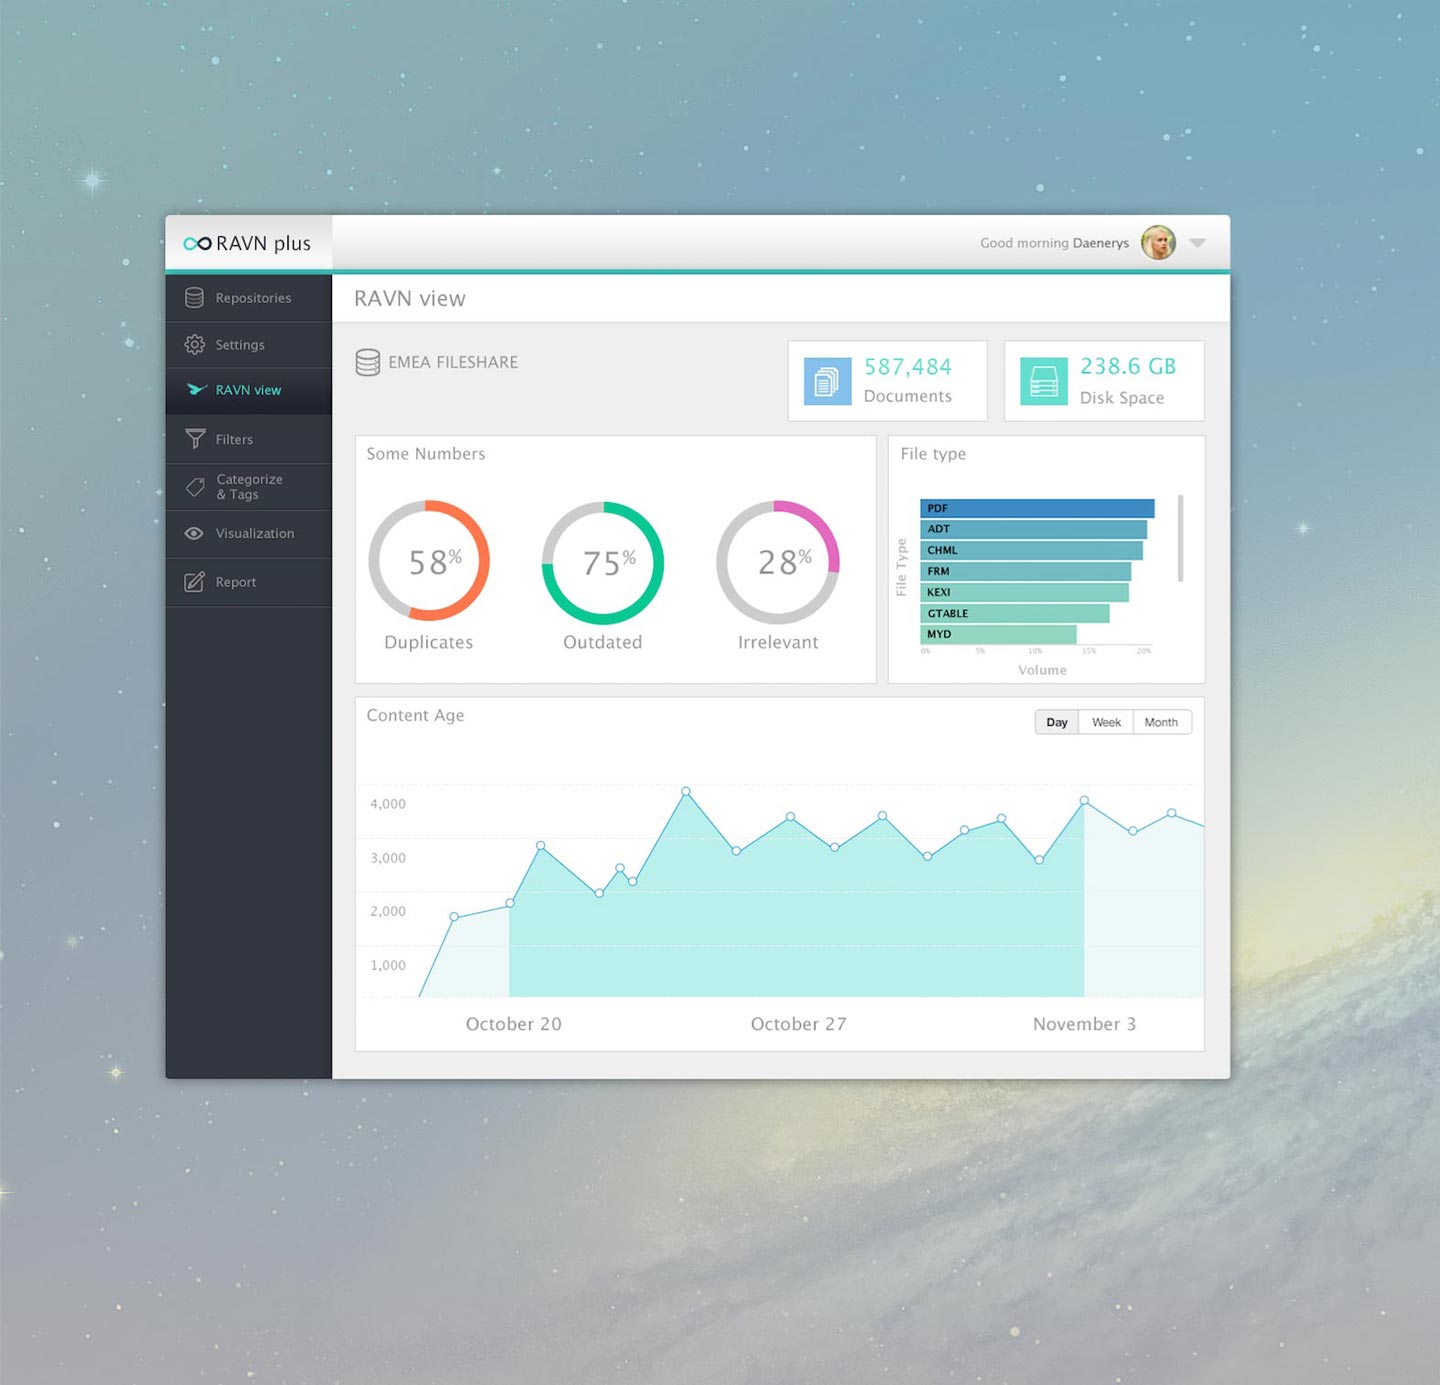 RAVN plus
Good morning Daenerys
Repositories
Settings
RAVN view
Filters
Categorize
& Tags
Visualization
Report
RAVN view
EMEA FILESHARE
587,484
Documents
238.6 GB
Disk Space
Some Numbers
58%
Duplicates
75%
Outdated
28%
Irrelevant
File type
File Type
PDF
ADT
CHML
FRM
KEXI
GTABLE
MYD
0% 5% 10% 15% 20%
Volume
Content Age
Day Week Month
4,000
3,000
2,000
1,000
October 20 October 27 November 3